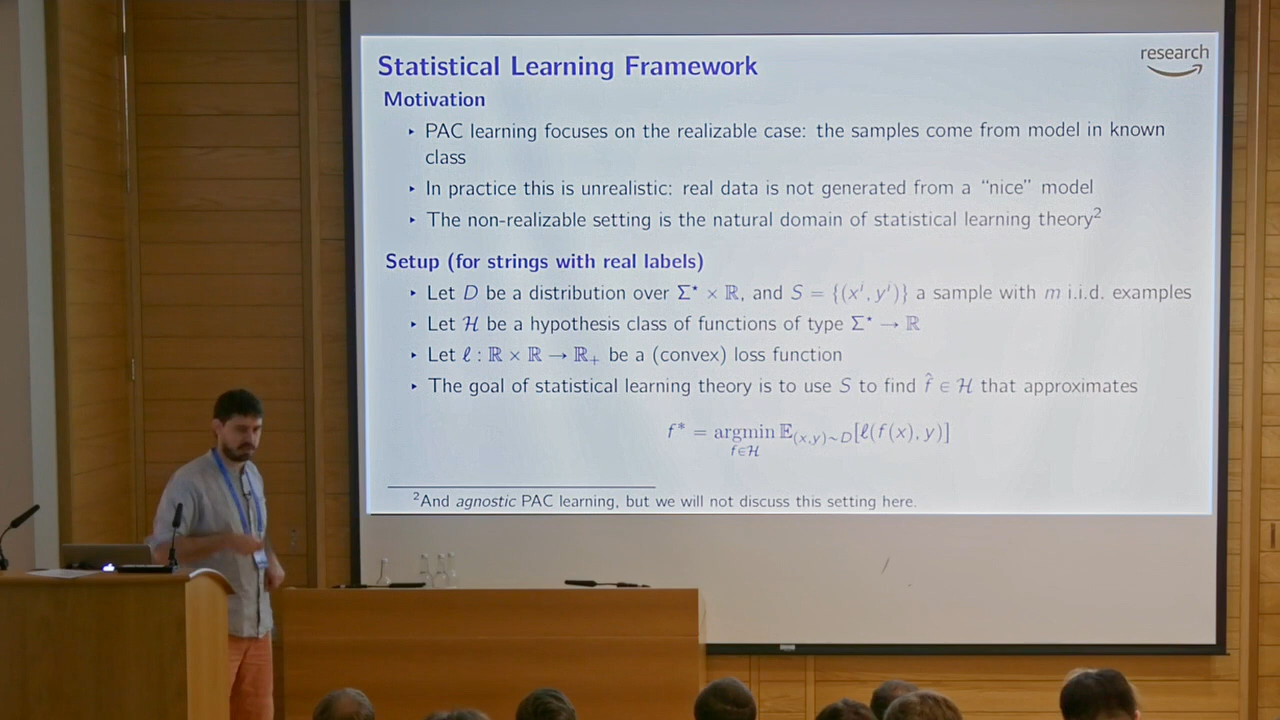 Statistical Learning Framework
research
Motivation
‣ PAC learning focuses on the realizable case: the samples come from model in known
class
‣ In practice this is unrealistic: real data is not generated from a “nice” model
‣ The non-realizable setting is the natural domain of statistical learning theory²
Setup (for strings with real labels)
‣ Let D be a distribution over Σ* × ℝ, and S = {(xⁱ, yⁱ)} a sample with m i.i.d. examples
‣ Let ℋ be a hypothesis class of functions of type Σ* → ℝ
‣ Let ℓ : ℝ × ℝ → ℝ₊ be a (convex) loss function
‣ The goal of statistical learning theory is to use S to find f̂ ∈ ℋ that approximates
f* = argmin 𝔼₍ₓ,ᵧ₎∼D[ℓ(f(x), y)]
f∈ℋ
²And agnostic PAC learning, but we will not discuss this setting here.